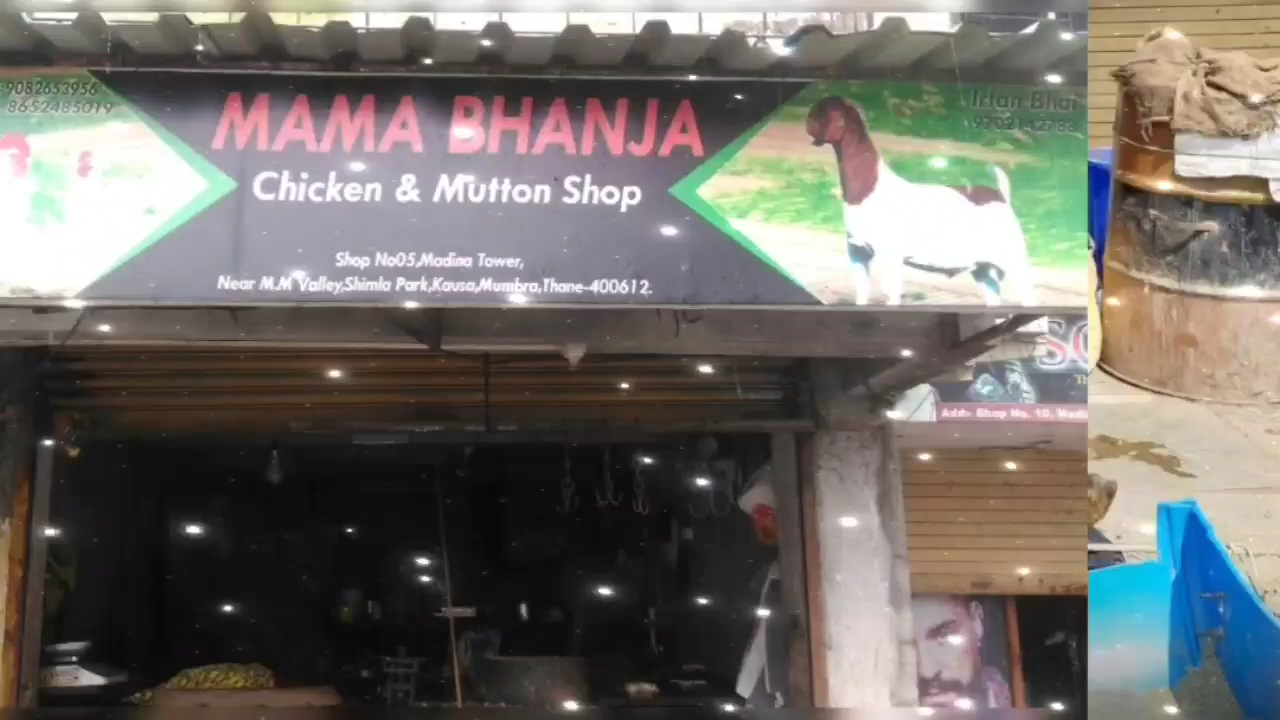 9082653956
8652485019
MAMA BHANJA
Chicken & Mutton Shop
Shop No05,Madina Tower,
Near M.M Valley,Shimla Park,Kausa,Mumbra,Thane-400612.
Irfan Bhai
Add:- Shop No. 10,